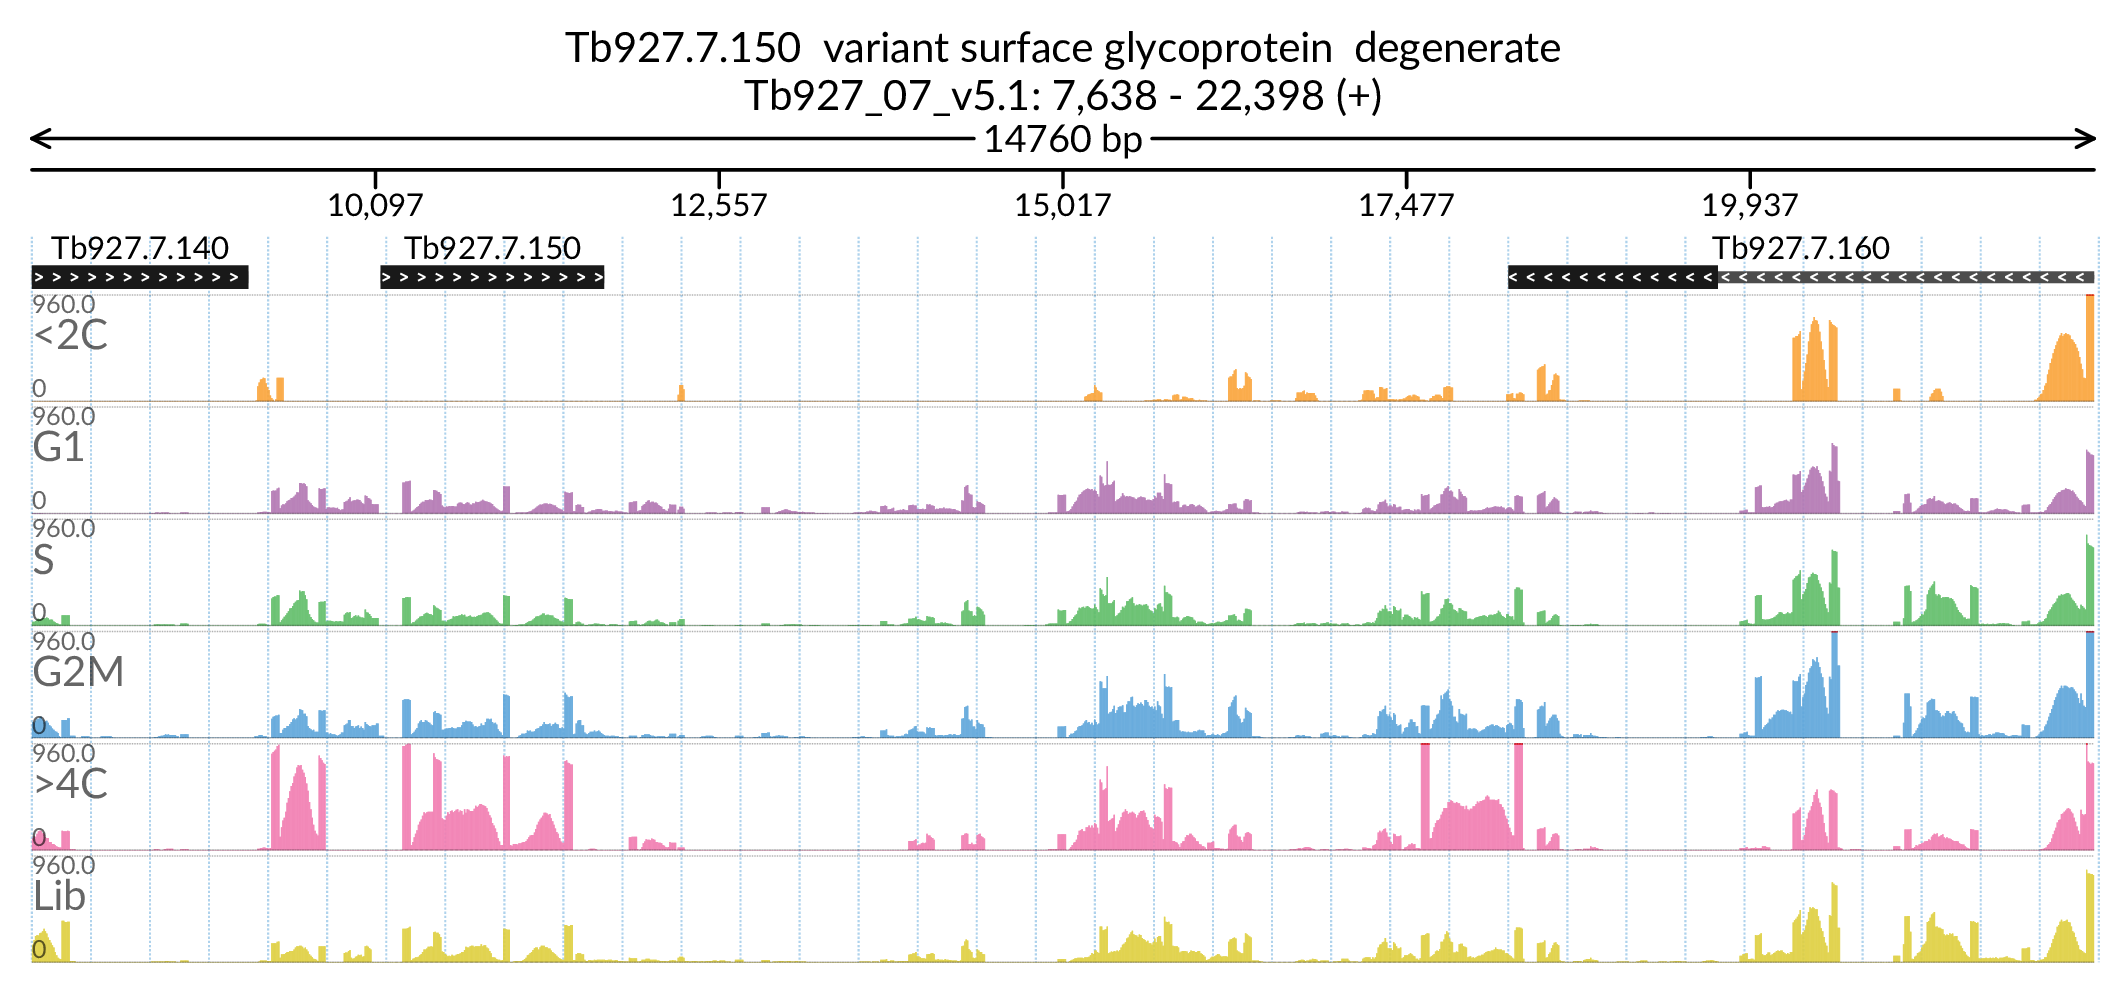 Tb927.7.150  variant surface glycoprotein  degenerate
Tb927_07_v5.1: 7,638 - 22,398 (+)
14760 bp
10,097 12,557 15,017 17,477 19,937
Tb927.7.140 Tb927.7.150 Tb927.7.160
960.0
<2C
0
960.0
G1
0
960.0
S
0
960.0
G2M
0
960.0
>4C
0
960.0
Lib
0